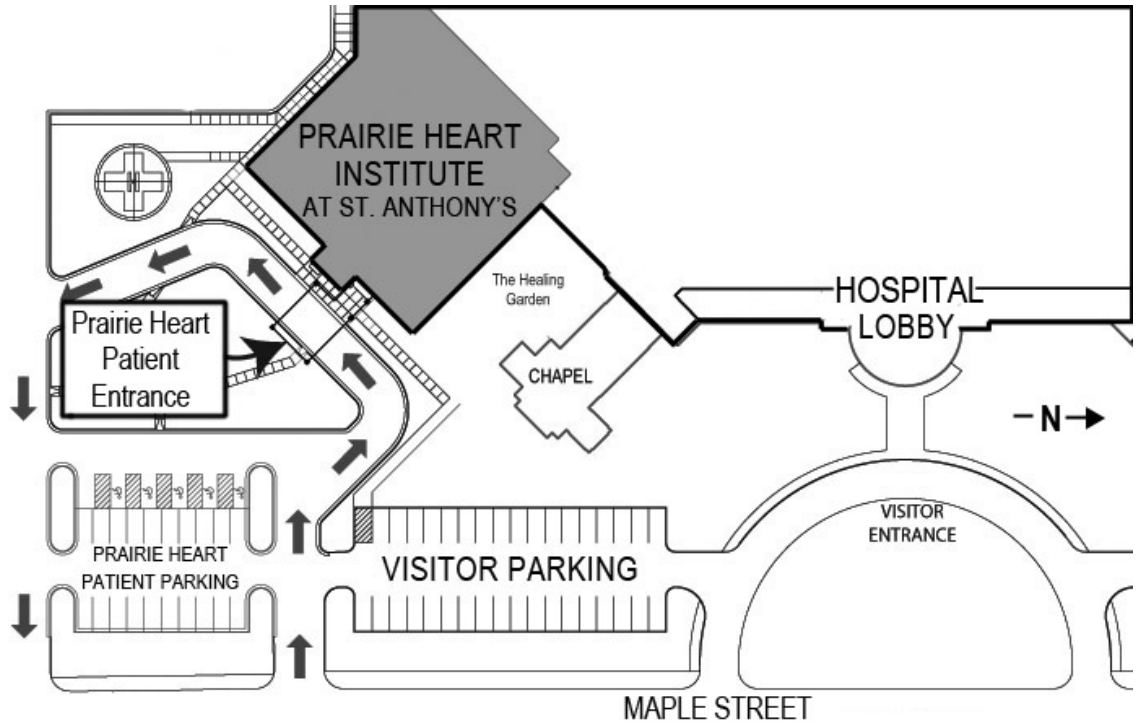 PRAIRIE HEART
INSTITUTE
AT ST. ANTHONY'S
H
The Healing
Garden
HOSPITAL
LOBBY
Prairie Heart
Patient
Entrance
CHAPEL
N
VISITOR
ENTRANCE
PRAIRIE HEART
PATIENT PARKING
VISITOR PARKING
MAPLE STREET